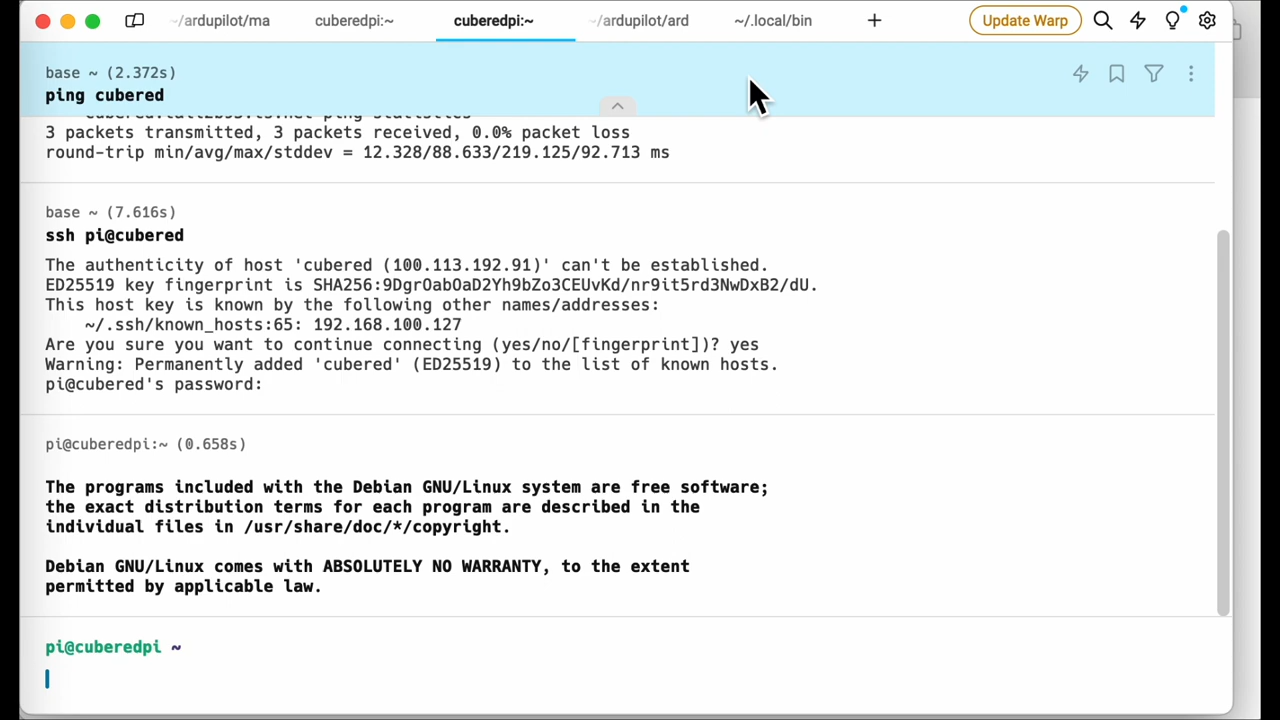 ~/ardupilot/ma
cuberedpi:~
cuberedpi:~
~/ardupilot/ard
~/.local/bin
+
Update Warp
base ~ (2.372s)
ping cubered
3 packets transmitted, 3 packets received, 0.0% packet loss
round-trip min/avg/max/stddev = 12.328/88.633/219.125/92.713 ms
base ~ (7.616s)
ssh pi@cubered
The authenticity of host 'cubered (100.113.192.91)' can't be established.
ED25519 key fingerprint is SHA256:9DgrOabOaD2Yh9bZo3CEUvKd/nr9it5rd3NwDxB2/dU.
This host key is known by the following other names/addresses:
~/.ssh/known_hosts:65: 192.168.100.127
Are you sure you want to continue connecting (yes/no/[fingerprint])? yes
Warning: Permanently added 'cubered' (ED25519) to the list of known hosts.
pi@cubered's password:
pi@cuberedpi:~ (0.658s)
The programs included with the Debian GNU/Linux system are free software;
the exact distribution terms for each program are described in the
individual files in /usr/share/doc/*/copyright.
Debian GNU/Linux comes with ABSOLUTELY NO WARRANTY, to the extent
permitted by applicable law.
pi@cuberedpi ~